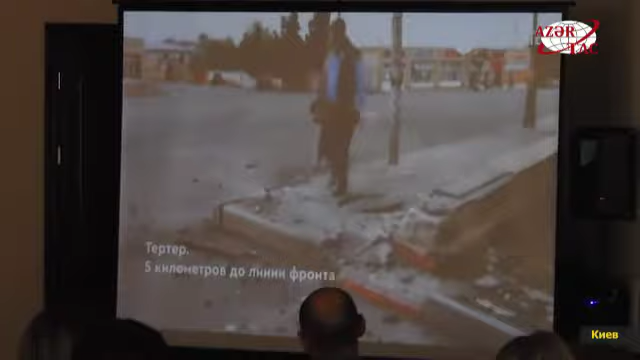 AZƏR
TAC
Тертер.
5 километров до линии фронта
Киев